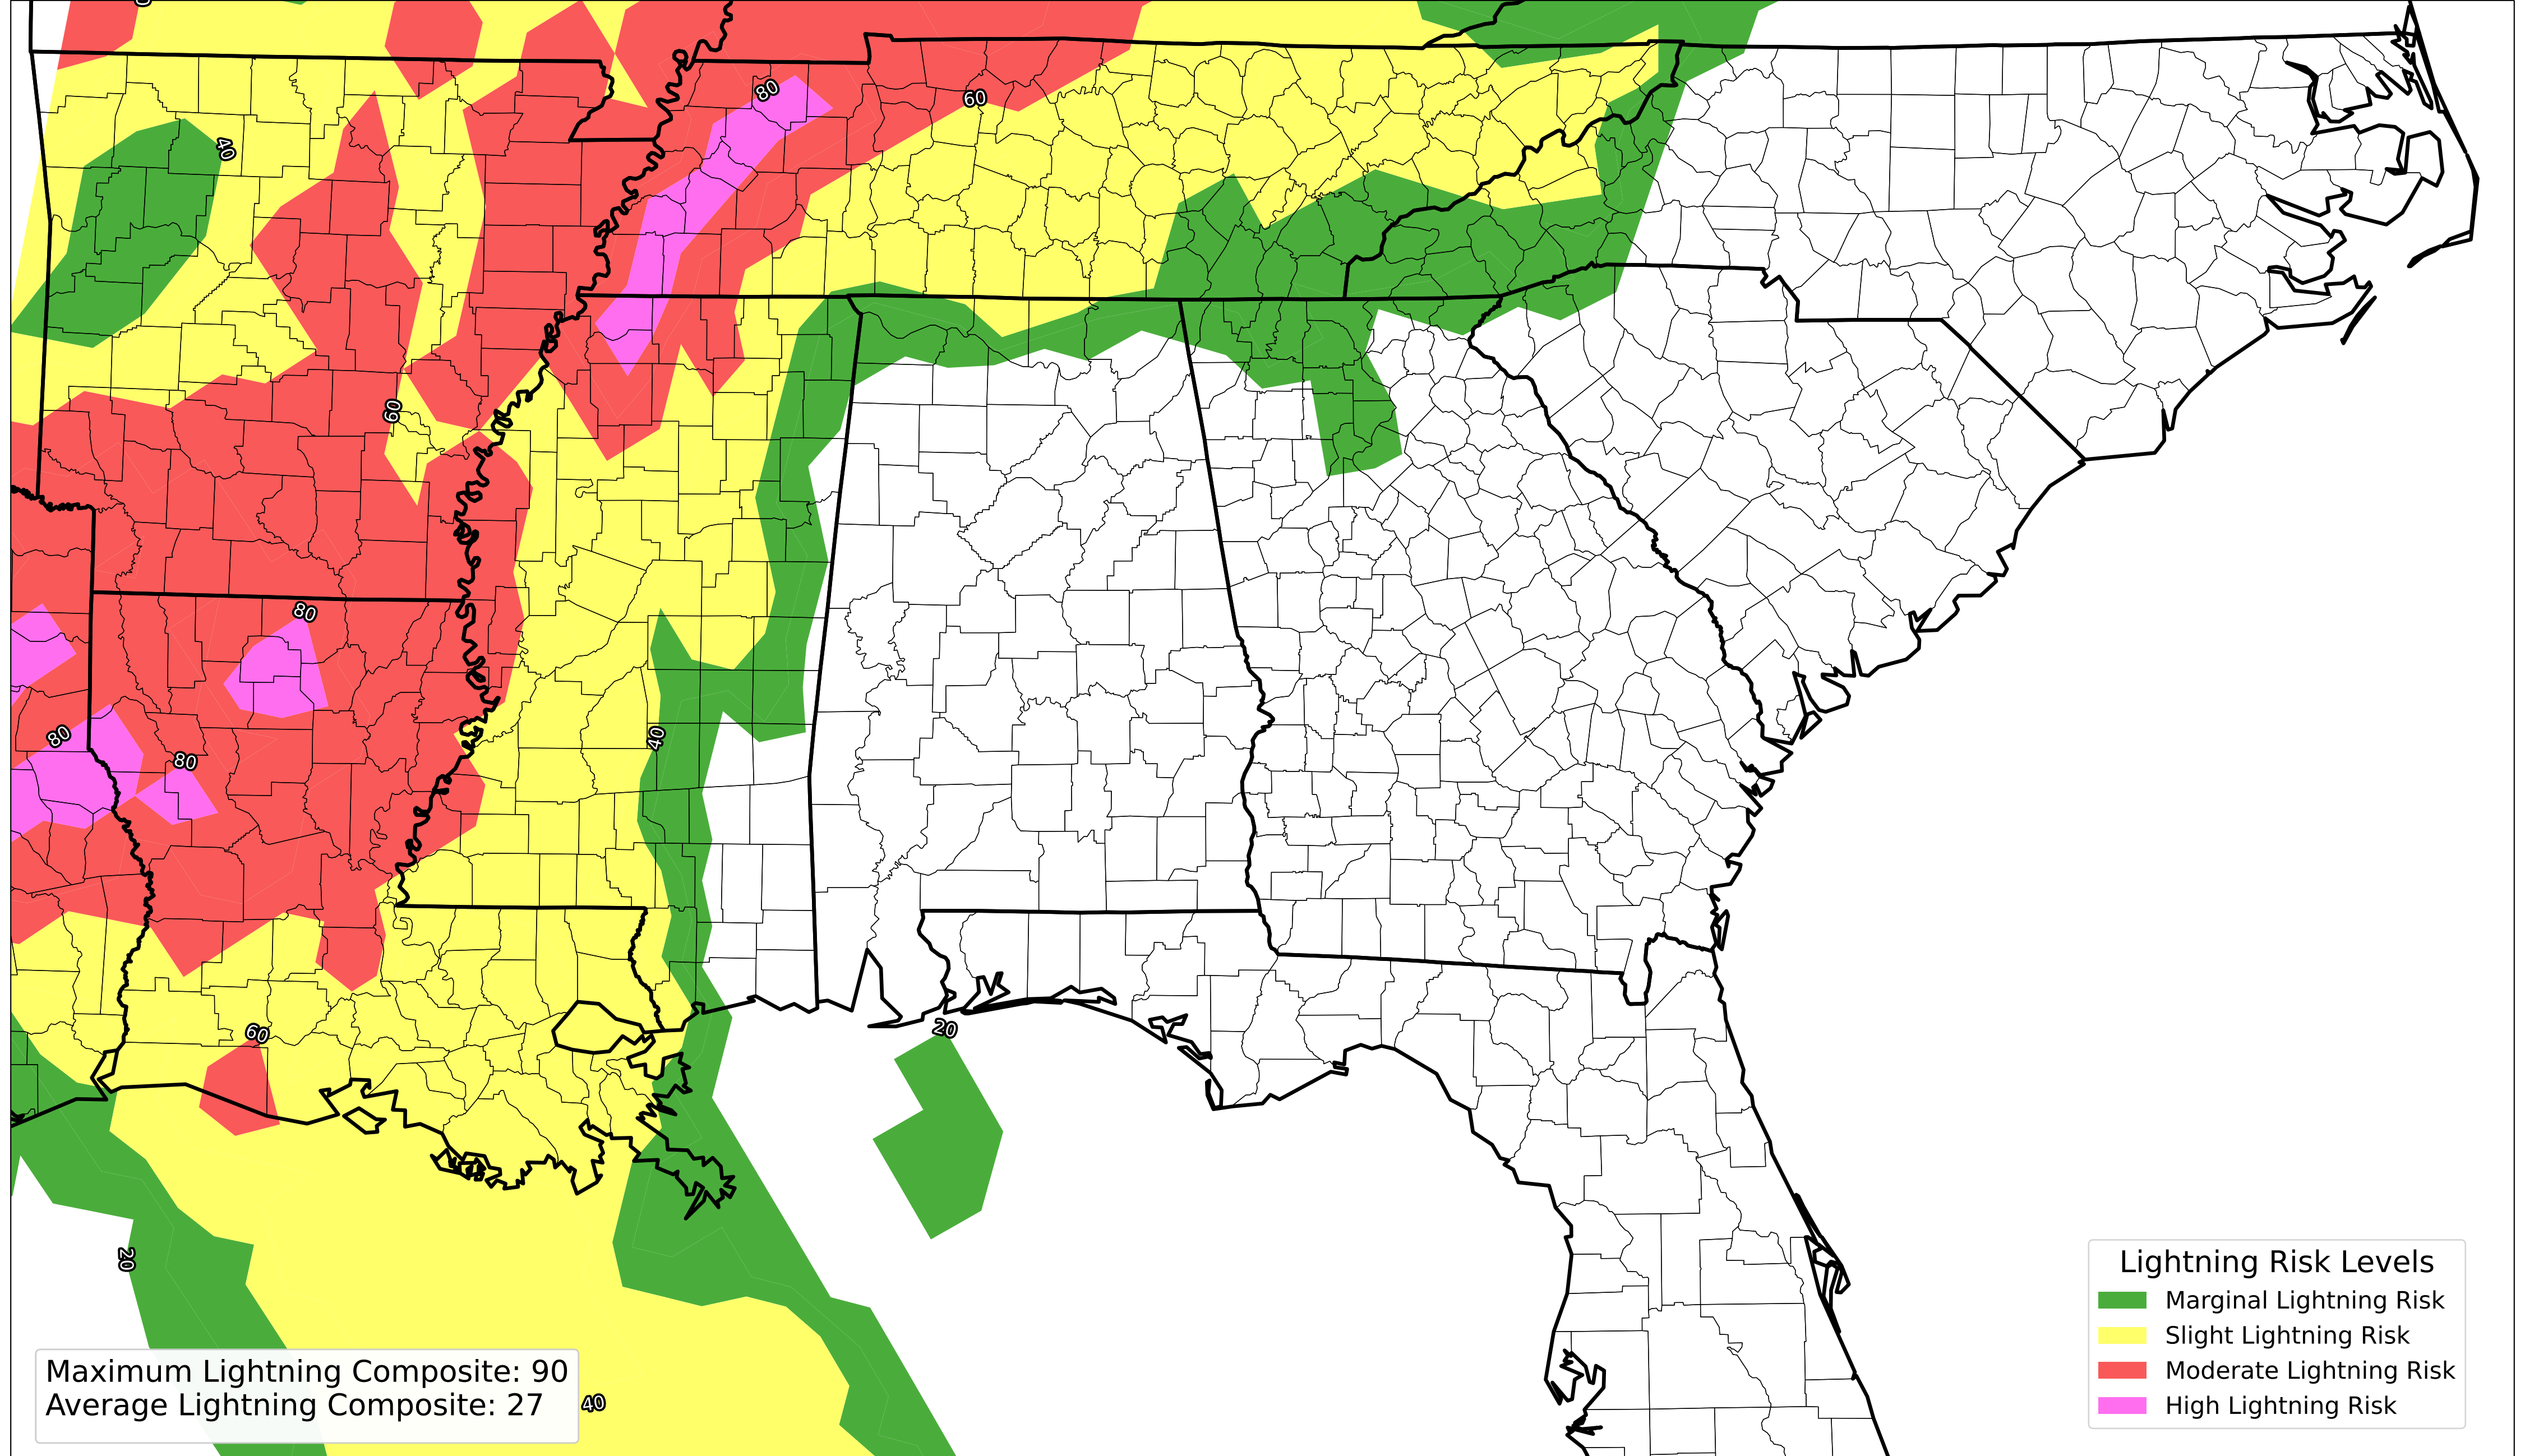 80
60
40
60
80
40
80
80
60
20
20
40
Lightning Risk Levels
Marginal Lightning Risk
Slight Lightning Risk
Moderate Lightning Risk
High Lightning Risk
Maximum Lightning Composite: 90
Average Lightning Composite: 27